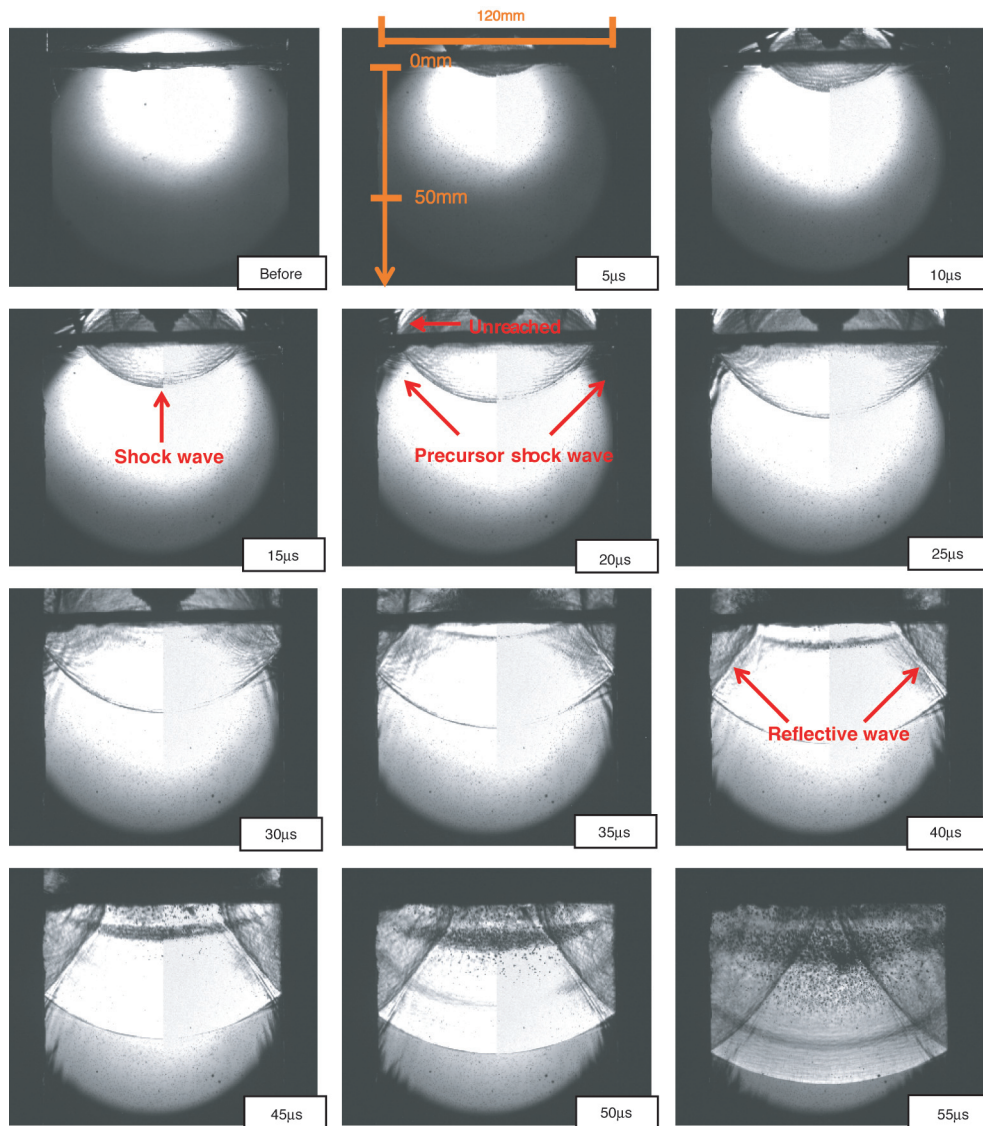 120mm
0mm
50mm
Before
5μs
10μs
Unreached
Shock wave
Precursor shock wave
15μs
20μs
25μs
Reflective wave
30μs
35μs
40μs
45μs
50μs
55μs